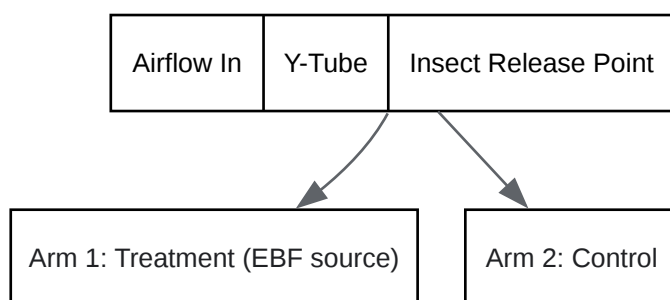 Airflow In
Y-Tube
Insect Release Point
Arm 1: Treatment (EBF source)
Arm 2: Control